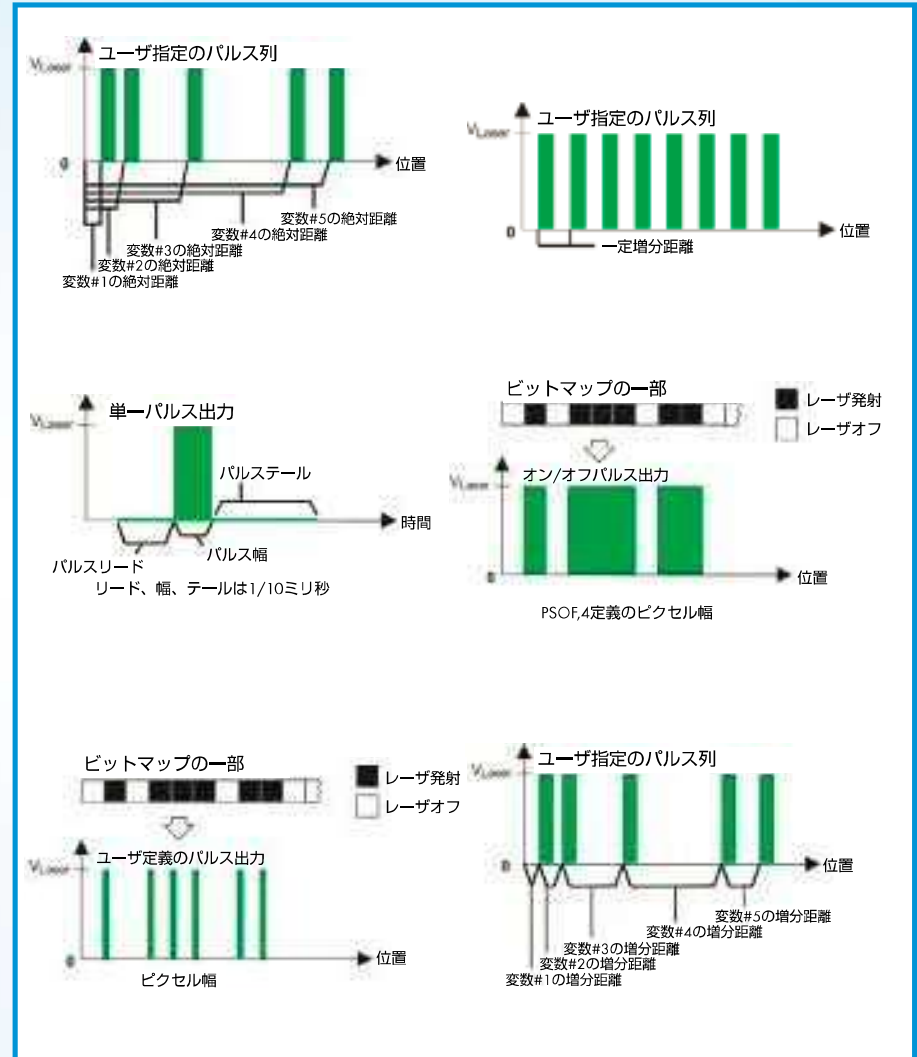 ユーザ指定のパルス列
VLaser
0
位置
変数#5の絶対距離
変数#4の絶対距離
変数#3の絶対距離
変数#2の絶対距離
変数#1の絶対距離
ユーザ指定のパルス列
VLaser
0
位置
一定増分距離
単一パルス出力
VLaser
パルステール
時間
パルスリード
パルス幅
リード、幅、テールは1/10ミリ秒
ビットマップの一部
レーザ発射
レーザオフ
オン/オフパルス出力
VLaser
0
位置
PSOF,4定義のピクセル幅
ビットマップの一部
レーザ発射
レーザオフ
ユーザ定義のパルス出力
VLaser
0
位置
ピクセル幅
ユーザ指定のパルス列
VLaser
0
位置
変数#5の増分距離
変数#4の増分距離
変数#3の増分距離
変数#2の増分距離
変数#1の増分距離